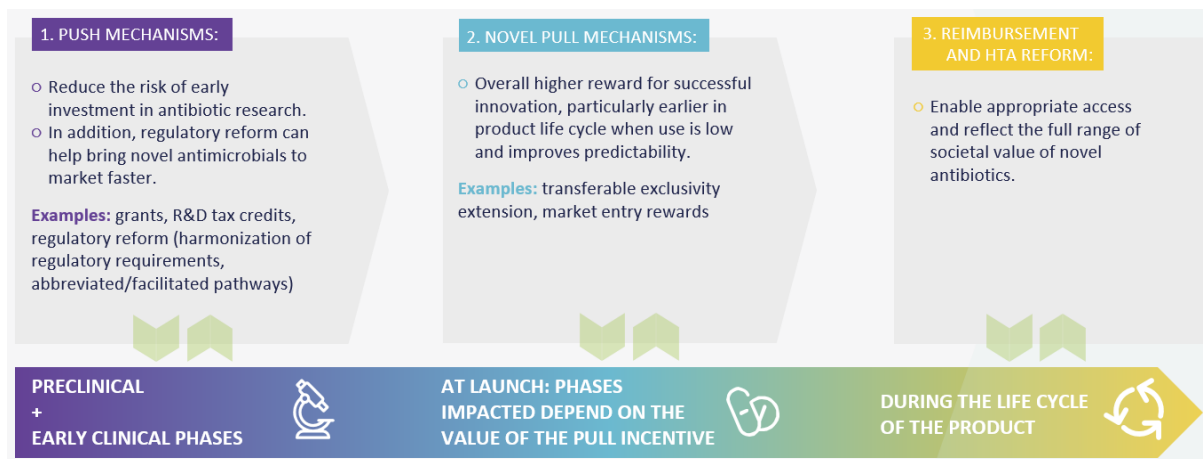 1. PUSH MECHANISMS:
○ Reduce the risk of early
investment in antibiotic research.
○ In addition, regulatory reform can
help bring novel antimicrobials to
market faster.
Examples: grants, R&D tax credits,
regulatory reform (harmonization of
regulatory requirements,
abbreviated/facilitated pathways)
2. NOVEL PULL MECHANISMS:
○ Overall higher reward for successful
innovation, particularly earlier in
product life cycle when use is low
and improves predictability.
Examples: transferable exclusivity
extension, market entry rewards
3. REIMBURSEMENT
AND HTA REFORM:
○ Enable appropriate access
and reflect the full range of
societal value of novel
antibiotics.
PRECLINICAL
+
EARLY CLINICAL PHASES
AT LAUNCH: PHASES
IMPACTED DEPEND ON THE
VALUE OF THE PULL INCENTIVE
DURING THE LIFE CYCLE
OF THE PRODUCT